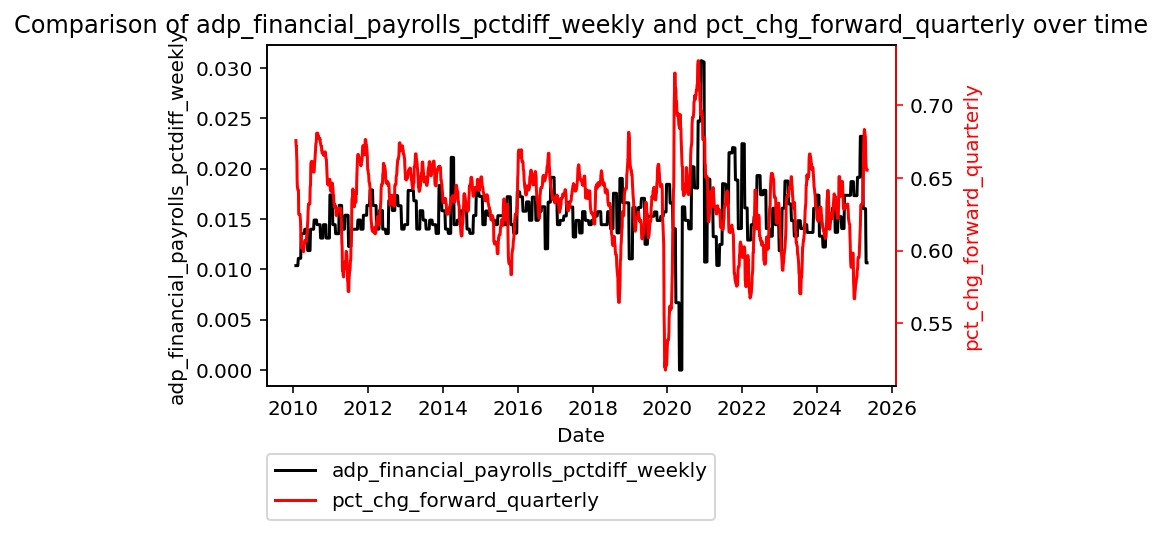 Comparison of adp_financial_payrolls_pctdiff_weekly and pct_chg_forward_quarterly over time
adp_financial_payrolls_pctdiff_weekly
0.030
0.025
0.020
0.015
0.010
0.005
0.000
0.70
0.65
0.60
0.55
pct_chg_forward_quarterly
2010 2012 2014 2016 2018 2020 2022 2024 2026
Date
adp_financial_payrolls_pctdiff_weekly
pct_chg_forward_quarterly